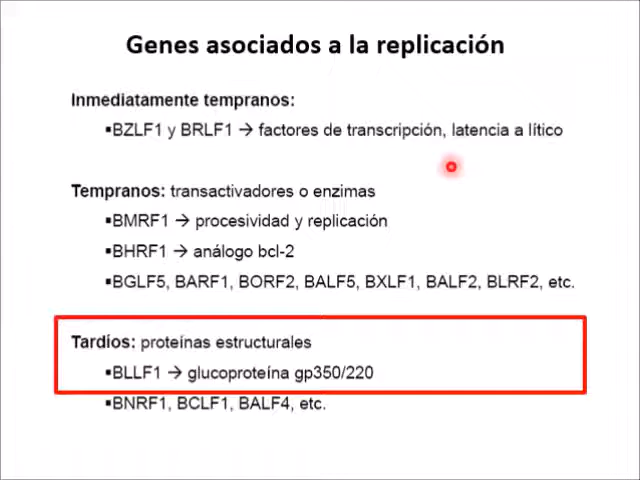 Genes asociados a la replicación
Inmediatamente tempranos:
▪BZLF1 y BRLF1 → factores de transcripción, latencia a lítico
Tempranos: transactivadores o enzimas
▪BMRF1 → procesividad y replicación
▪BHRF1 → análogo bcl-2
▪BGLF5, BARF1, BORF2, BALF5, BXLF1, BALF2, BLRF2, etc.
Tardíos: proteínas estructurales
▪BLLF1 → glucoproteína gp350/220
▪BNRF1, BCLF1, BALF4, etc.